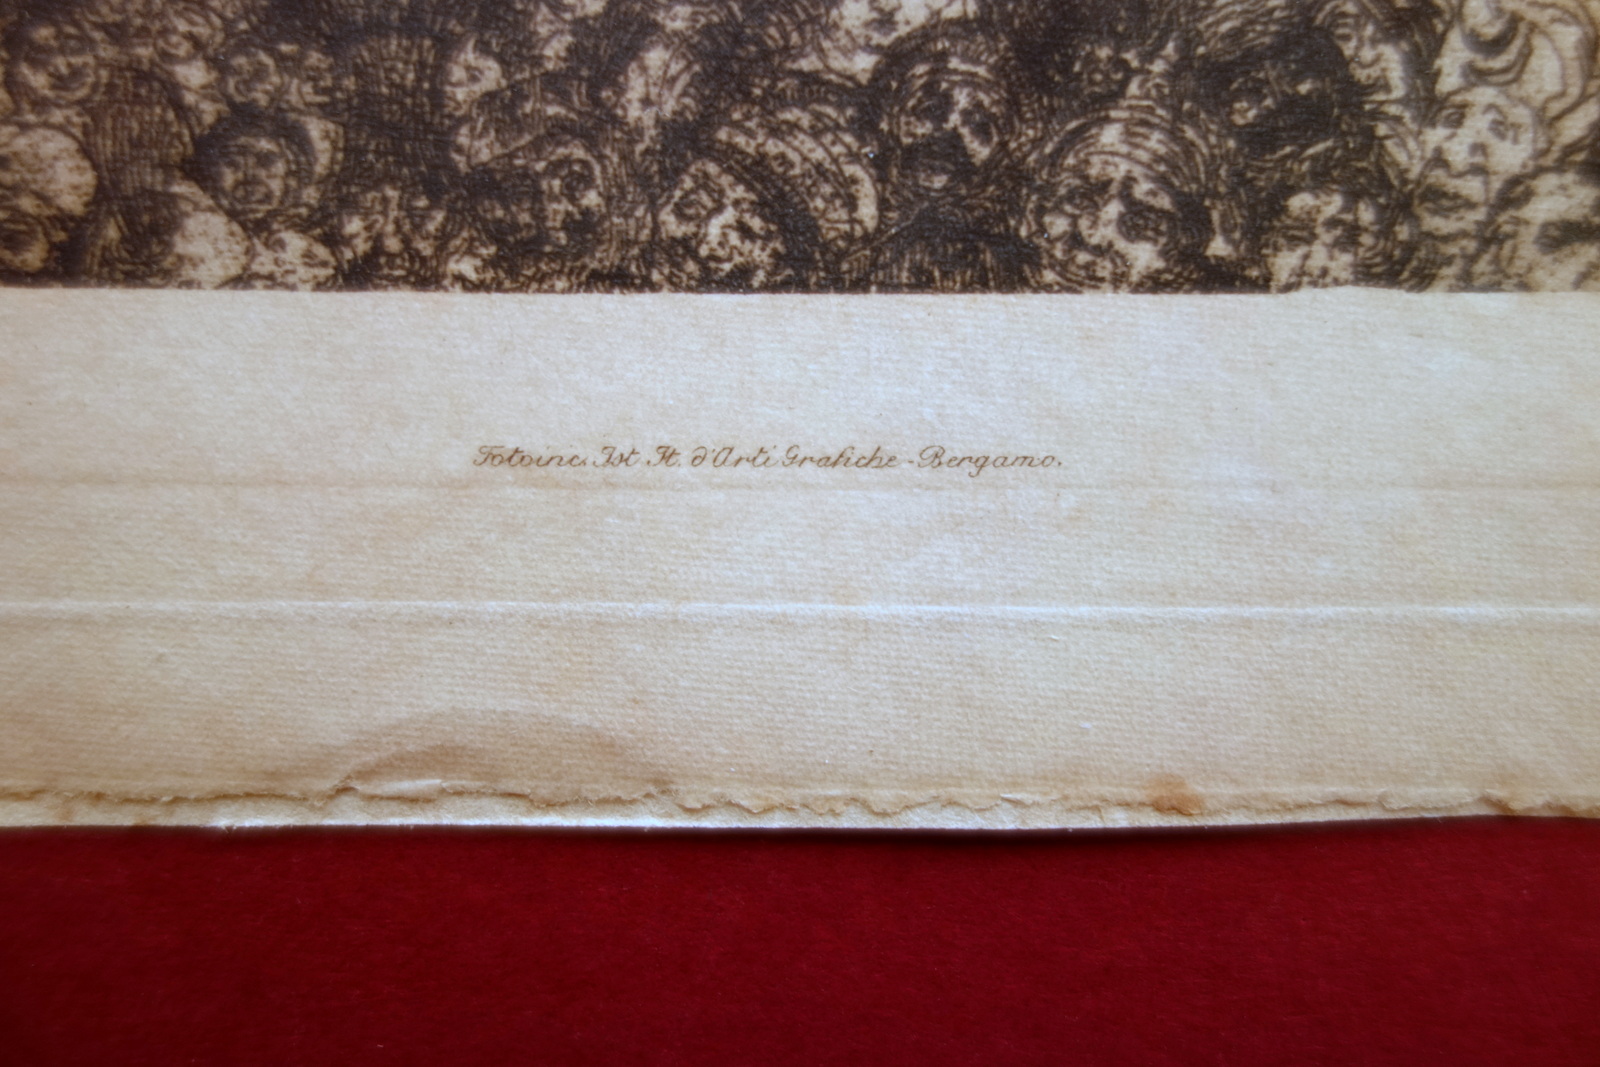 Fotoinc. Ist. It. d'Arti Grafiche - Bergamo.